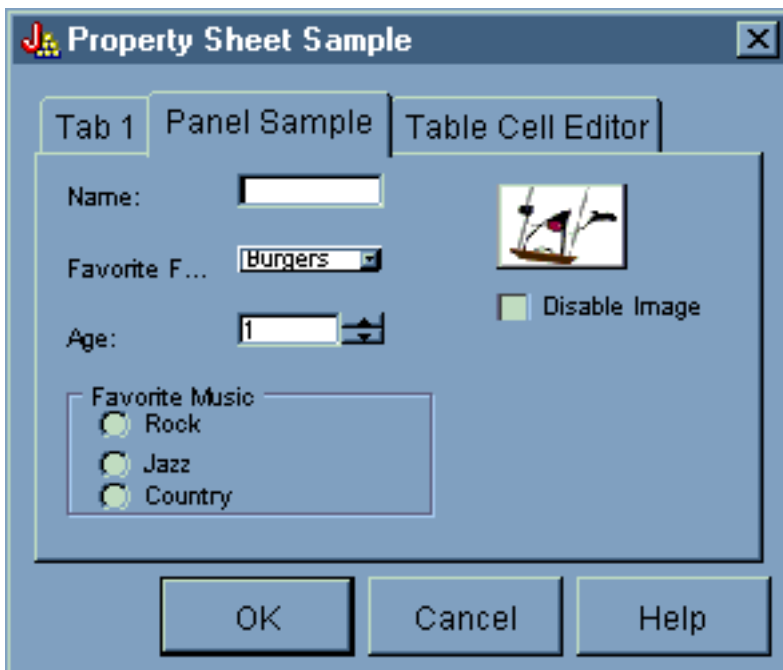 Property Sheet Sample
Tab 1 Panel Sample Table Cell Editor
Name:
Favorite F... Burgers
Disable Image
Age: 1
Favorite Music
Rock
Jazz
Country
OK Cancel Help